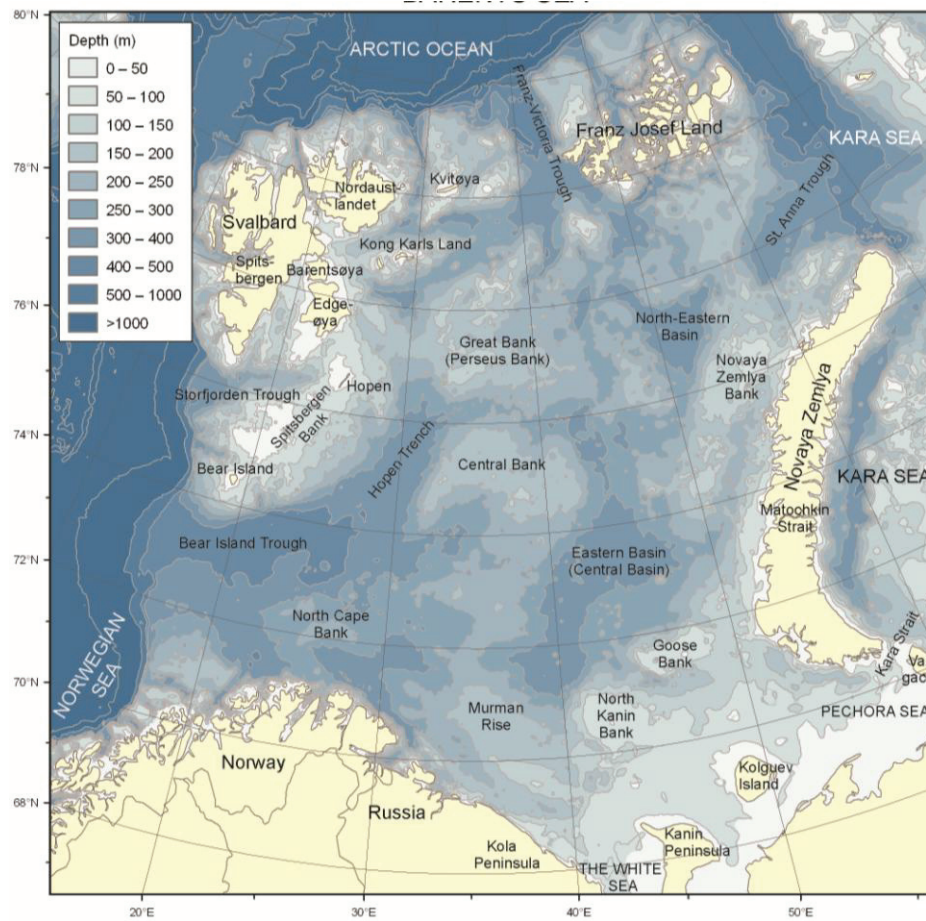 80°N
78°N
76°N
74°N
72°N
70°N
68°N
Depth (m)
0 – 50
50 – 100
100 – 150
150 – 200
200 – 250
250 – 300
300 – 400
400 – 500
500 – 1000
>1000
ARCTIC OCEAN
Franz-Victoria Trough
Franz Josef Land
KARA SEA
St. Anna Trough
Kvitøya
Nordaust-
landet
Svalbard
Kong Karls Land
Spits-
bergen
Barentsøya
Edge-
øya
North-Eastern
Basin
Great Bank
(Perseus Bank)
Novaya
Zemlya
Bank
Novaya Zemlya
Hopen
Storfjorden Trough
Spitsbergen
Bank
Hopen Trench
Central Bank
Bear Island
KARA SEA
Matochkin
Strait
Bear Island Trough
Eastern Basin
(Central Basin)
North Cape
Bank
Goose
Bank
Kara Strait
NORWEGIAN
SEA
Murman
Rise
North
Kanin
Bank
PECHORA SEA
Norway
Kolguev
Island
Russia
Kola
Peninsula
Kanin
Peninsula
THE WHITE
SEA
20°E
30°E
40°E
50°E